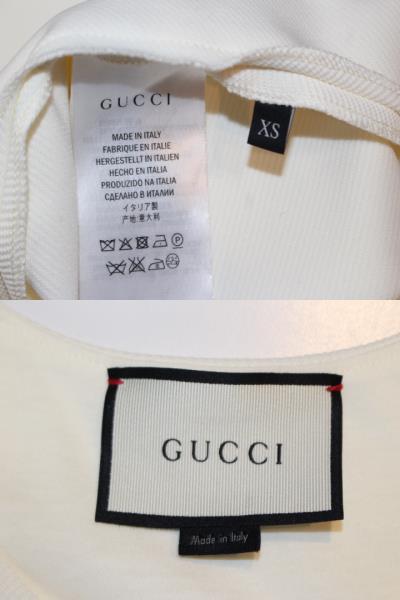 GUCCI
MADE IN ITALY
FABRIQUE EN ITALIE
HERGESTELLT IN ITALIEN
HECHO EN ITALIA
PRODUZIDO NA ITALIA
СДЕЛАНО В ИТАЛИИ
イタリア製
产地:意大利
XS
GUCCI
Made in Italy